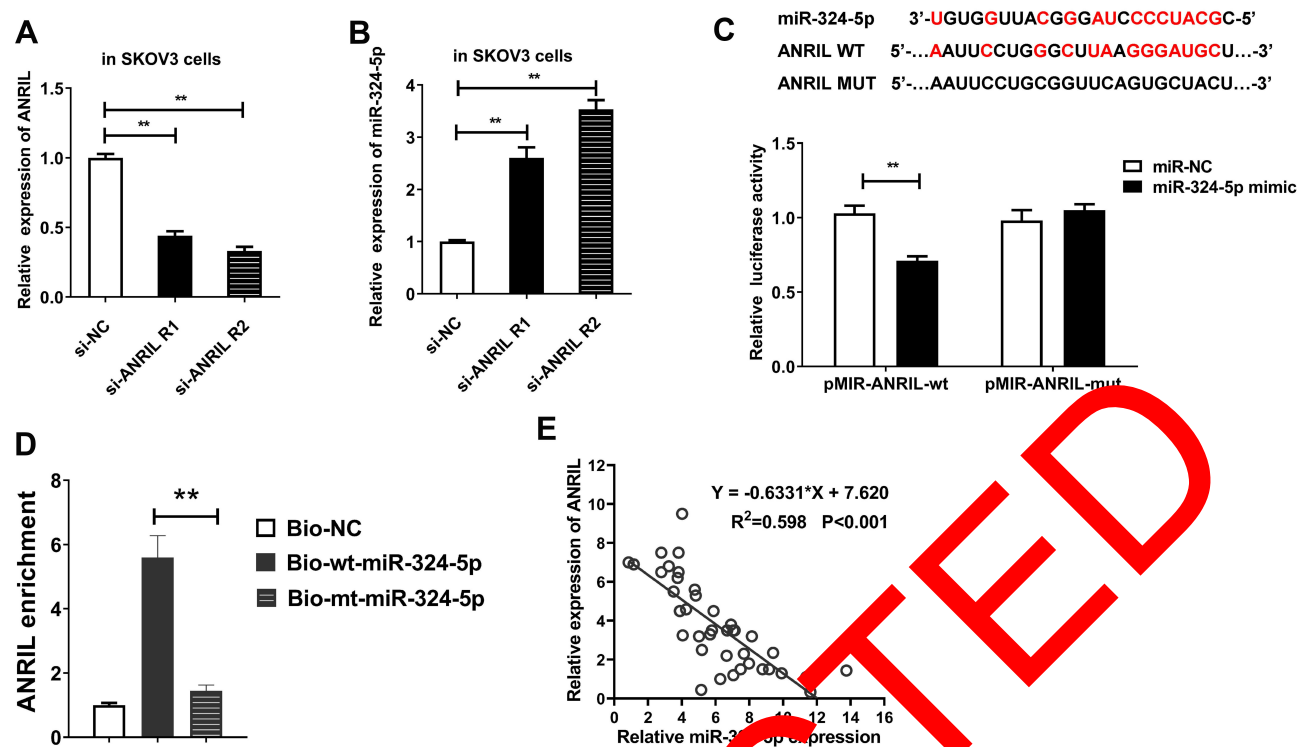 A
in SKOV3 cells
Relative expression of ANRIL
1.5
1.0
0.5
0.0
**
**
si-NC
si-ANRIL R1
si-ANRIL R2
B
in SKOV3 cells
Relative expression of miR-324-5p
4
3
2
1
0
**
**
si-NC
si-ANRIL R1
si-ANRIL R2
C
miR-324-5p 3’-UGUGGUUACGGGAUCCCCUACGC-5’
ANRIL WT 5’-...AAUUCCUGGGCUUAAGGGAUGCU...-3’
ANRIL MUT 5’-...AAUUCCUGCGGUUCAGUGCUACU...-3’
Relative luciferase activity
1.5
1.0
0.5
0.0
**
miR-NC
miR-324-5p mimic
pMIR-ANRIL-wt
pMIR-ANRIL-mut
D
ANRIL enrichment
8
6
4
2
0
**
Bio-NC
Bio-wt-miR-324-5p
Bio-mt-miR-324-5p
E
Relative expression of ANRIL
12
10
8
6
4
2
0
Y = -0.6331*X + 7.620
R²=0.598 P<0.001
0 2 4 6 8 10 12 14 16
Relative miR-324-5p expression
TED